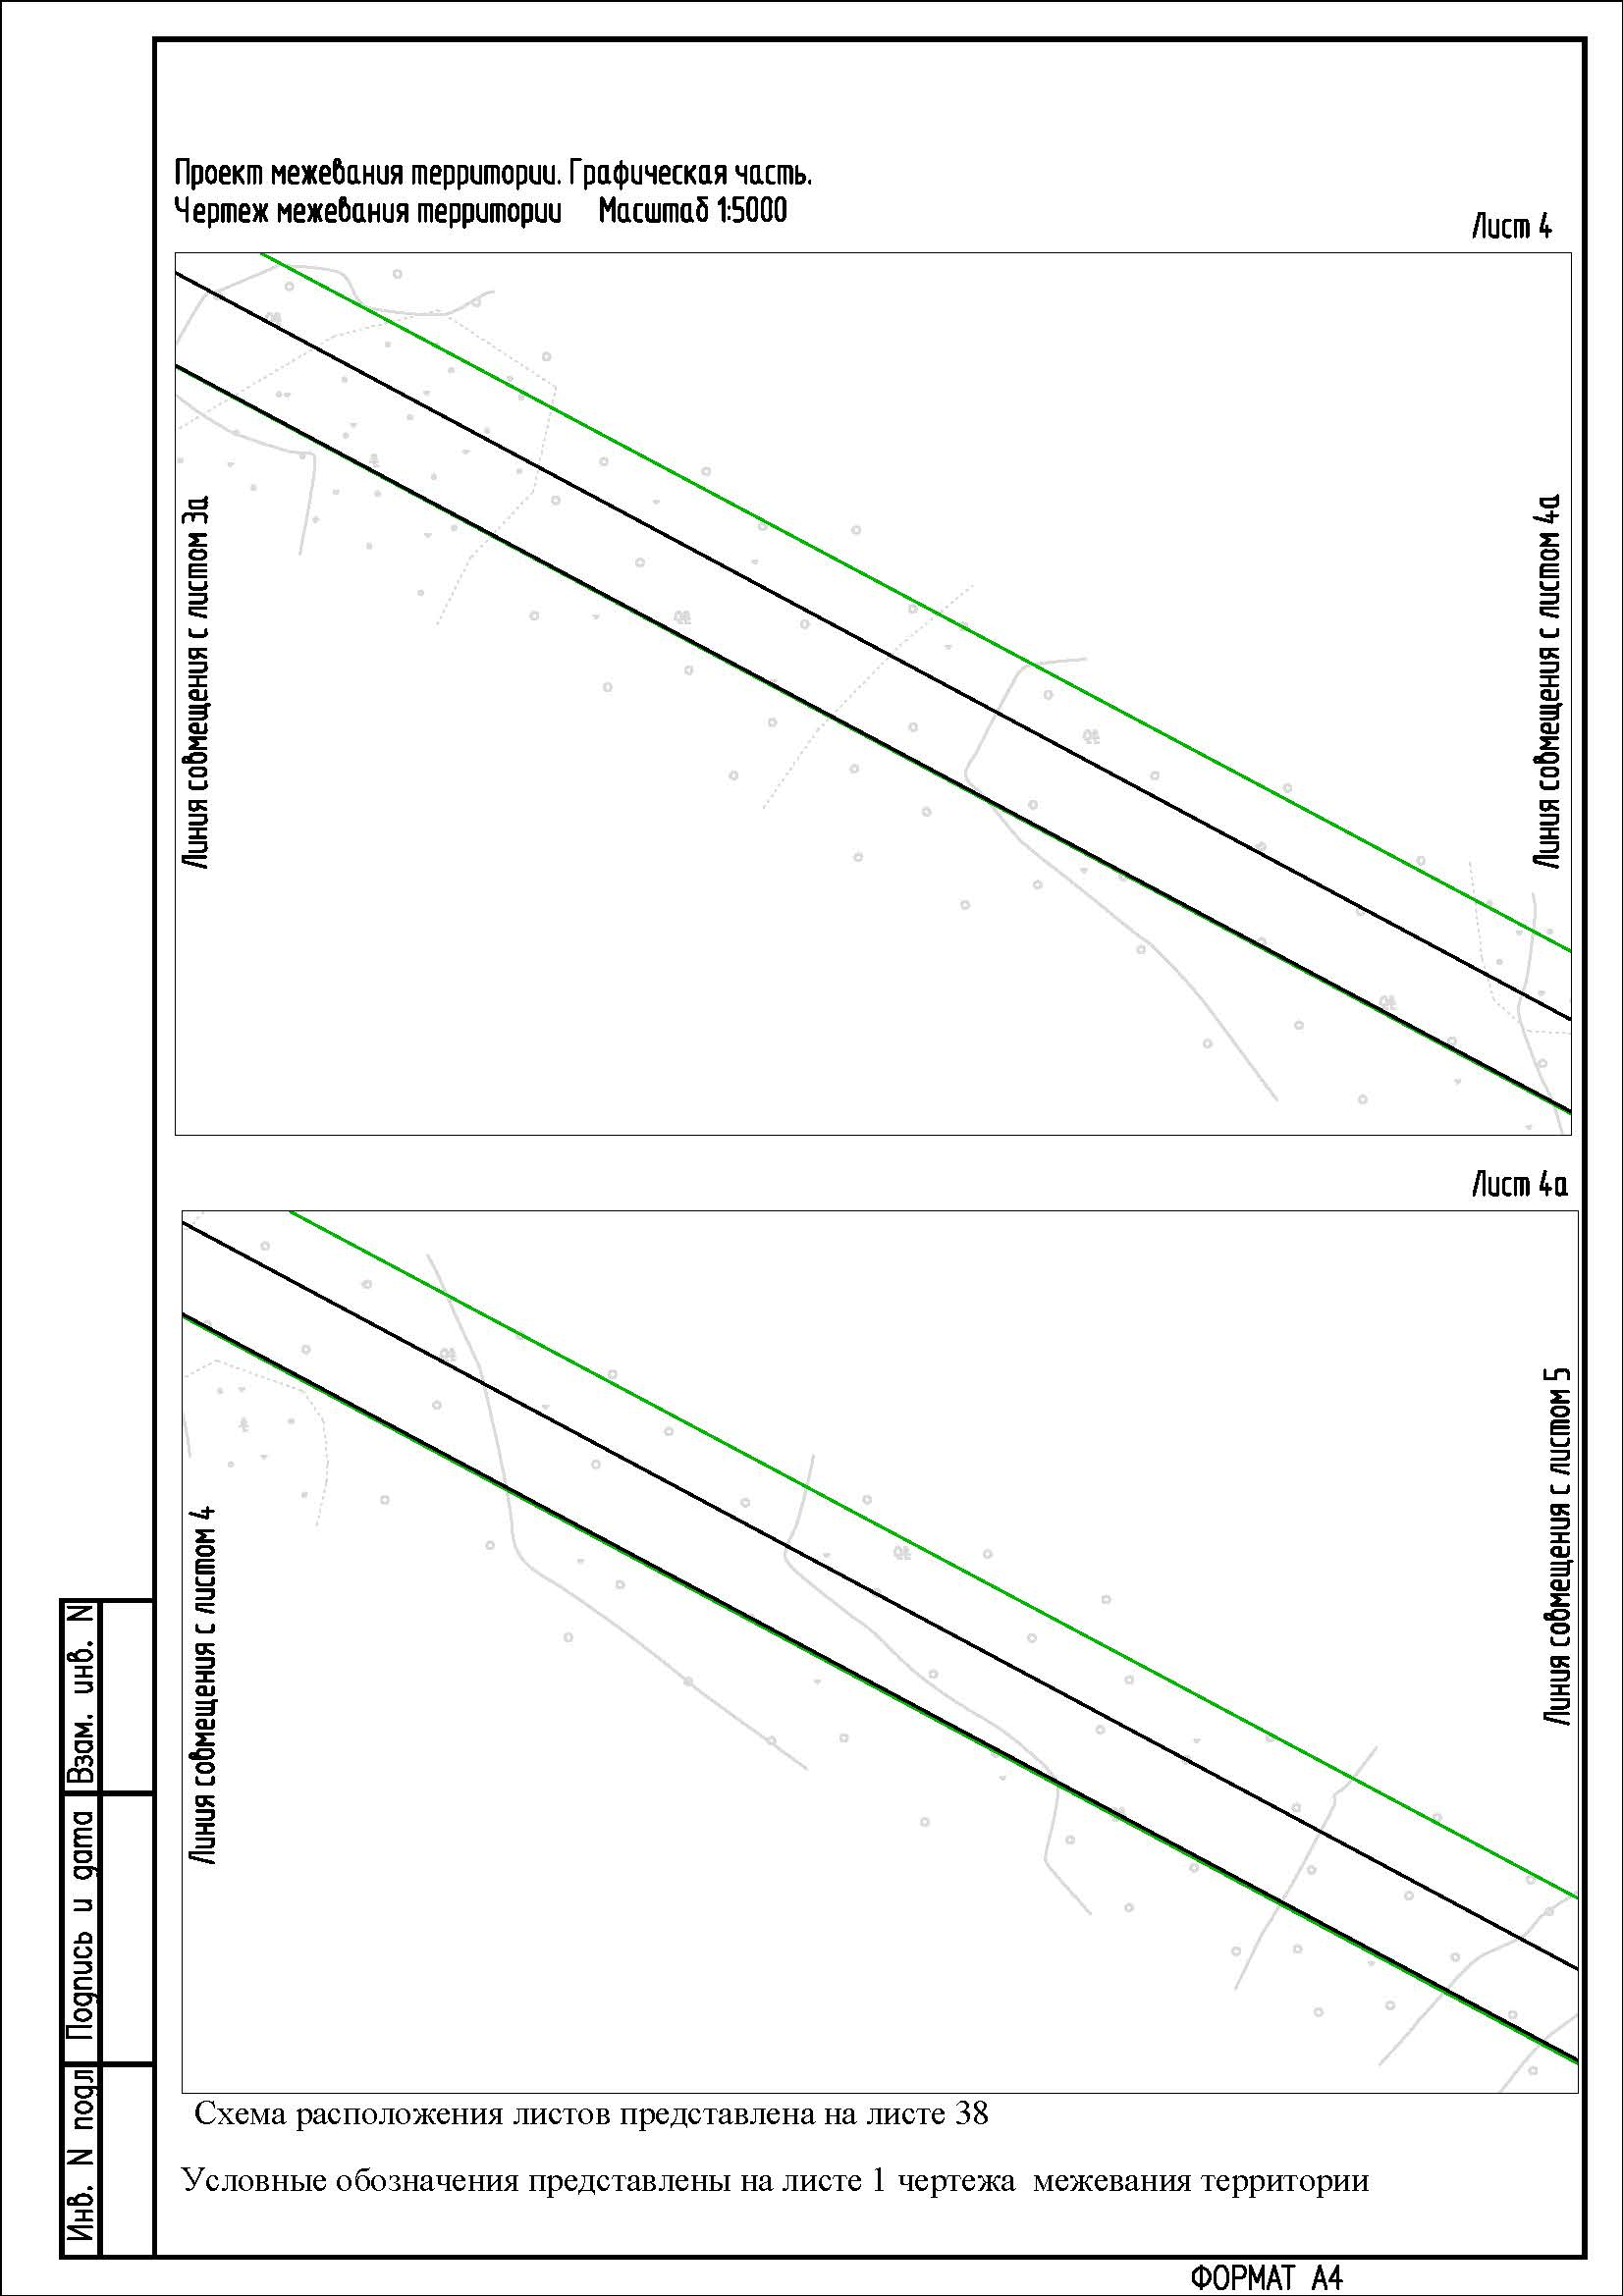 Проект межевания территории. Графическая часть.
Чертеж межевания территории Масштаб 1:5000
Лист 4
Линия совмещения с листом 3а
Линия совмещения с листом 4а
Лист 4а
Линия совмещения с листом 4
Линия совмещения с листом 5
Схема расположения листов представлена на листе 38
Условные обозначения представлены на листе 1 чертежа межевания территории
Взам. инв. N
Подпись и дата
Инв. N подл
ФОРМАТ А4